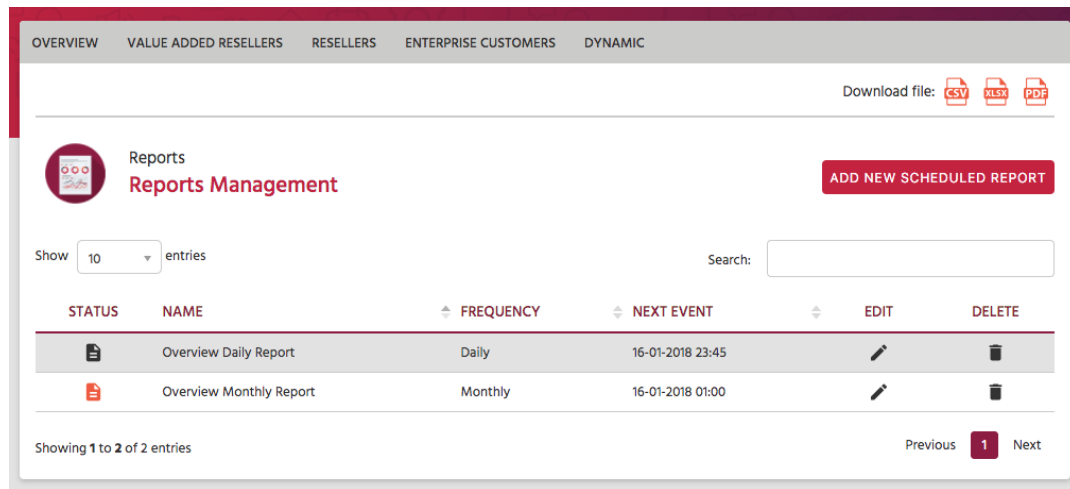 OVERVIEW VALUE ADDED RESELLERS RESELLERS ENTERPRISE CUSTOMERS DYNAMIC
Download file: CSV XLSX PDF
Reports
Reports Management
ADD NEW SCHEDULED REPORT
Show 10 entries Search:
STATUS NAME FREQUENCY NEXT EVENT EDIT DELETE
Overview Daily Report Daily 16-01-2018 23:45
Overview Monthly Report Monthly 16-01-2018 01:00
Showing 1 to 2 of 2 entries Previous 1 Next